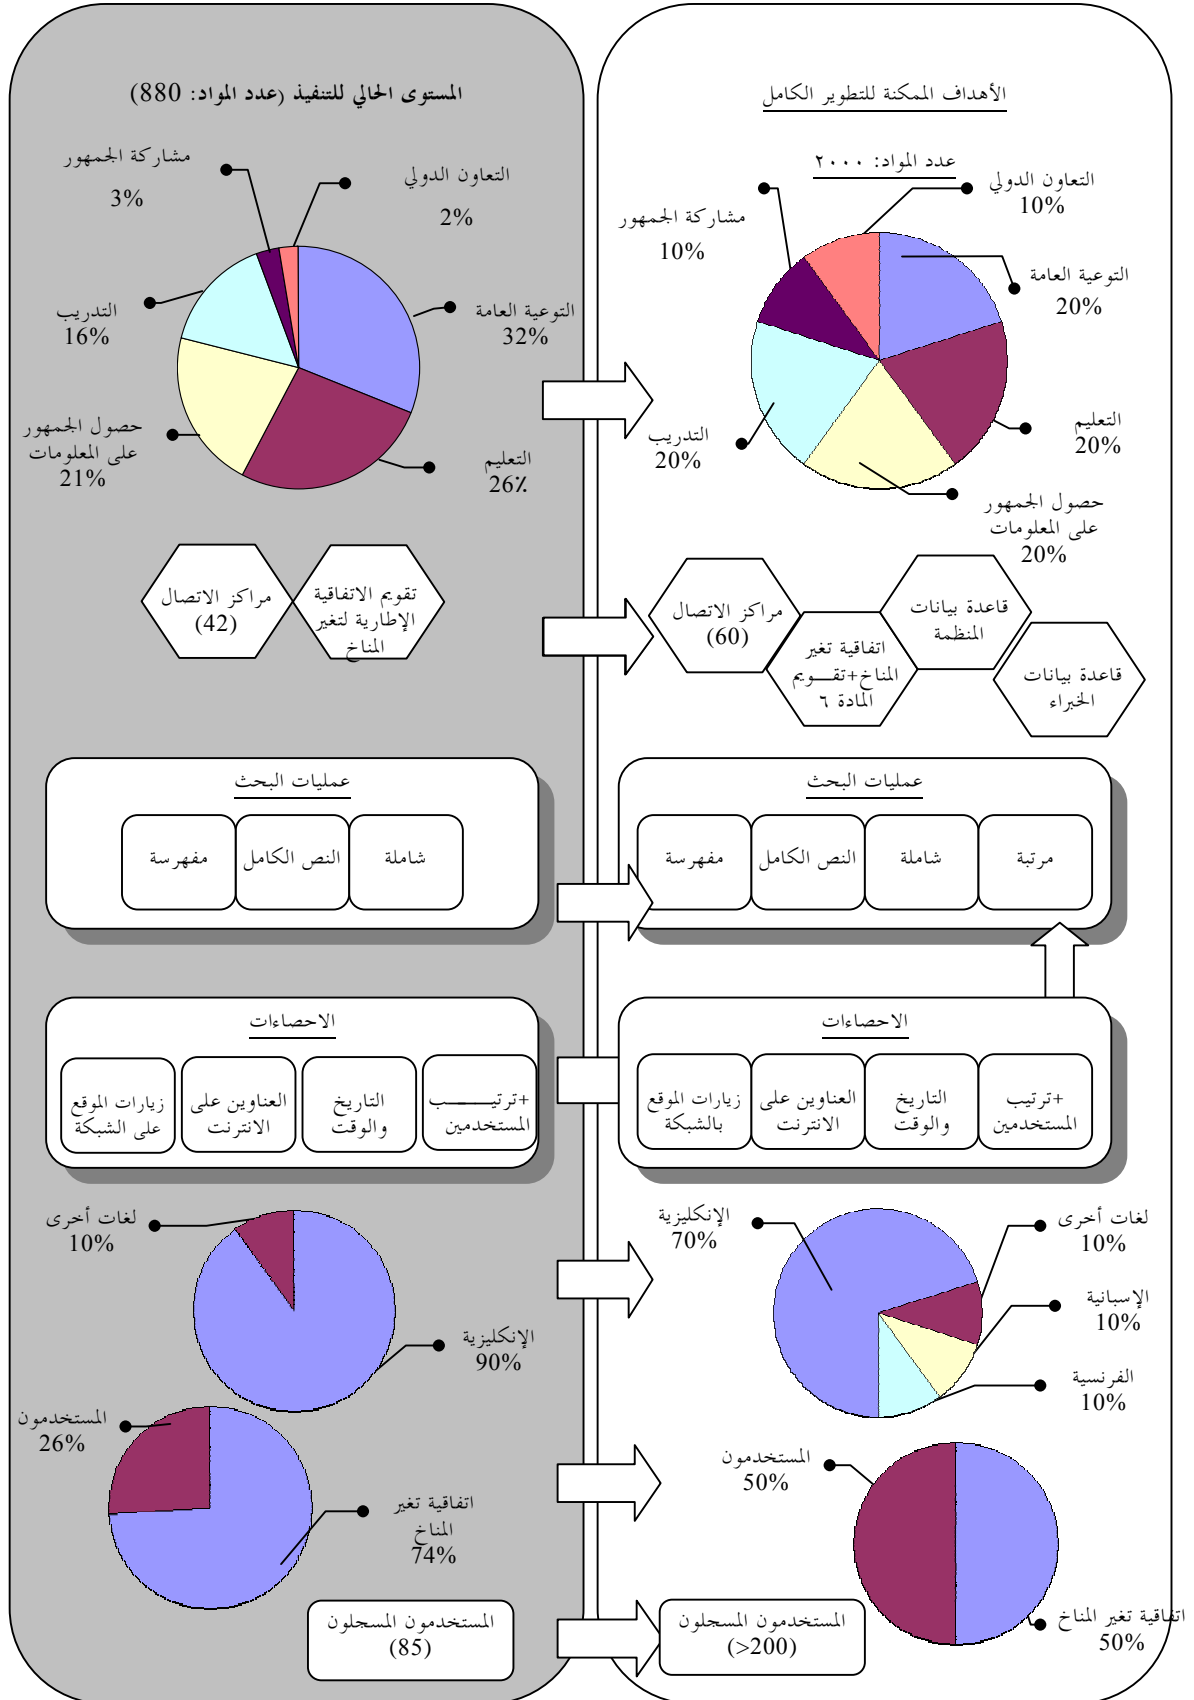 الأهداف الممكنة للتطوير الكامل
عدد المواد: ٢٠٠٠
التعاون الدولي
10%
مشاركة الجمهور
10%
التوعية العامة
20%
التعليم
20%
التدريب
20%
حصول الجمهور
على المعلومات
20%
قاعدة بيانات
المنظمة
مراكز الاتصال
(60)
اتفاقية تغير
المناخ+تقـــويم
المادة ٦
قاعدة بيانات
الخبراء
عمليات البحث
مرتبة
شاملة
النص الكامل
مفهرسة
الاحصاءات
+ترتيب
المستخدمين
التاريخ
والوقت
العناوين على
الانترنت
زيارات الموقع
بالشبكة
الإنكليزية
70%
لغات أخرى
10%
الإسبانية
10%
الفرنسية
10%
المستخدمون
50%
اتفاقية تغير المناخ
50%
المستخدمون المسجلون
(>200)
المستوى الحالي للتنفيذ (عدد المواد: 880)
مشاركة الجمهور
3%
التعاون الدولي
2%
التوعية العامة
32%
التدريب
16%
حصول الجمهور
على المعلومات
21%
التعليم
26٪
تقويم الاتفاقية
الإطارية لتغير
المناخ
مراكز الاتصال
(42)
عمليات البحث
شاملة
النص الكامل
مفهرسة
الاحصاءات
+ترتيـــــــب
المستخدمين
التاريخ
والوقت
العناوين على
الانترنت
زيارات الموقع
على الشبكة
لغات أخرى
10%
الإنكليزية
90%
المستخدمون
26%
اتفاقية تغير
المناخ
74%
المستخدمون المسجلون
(85)